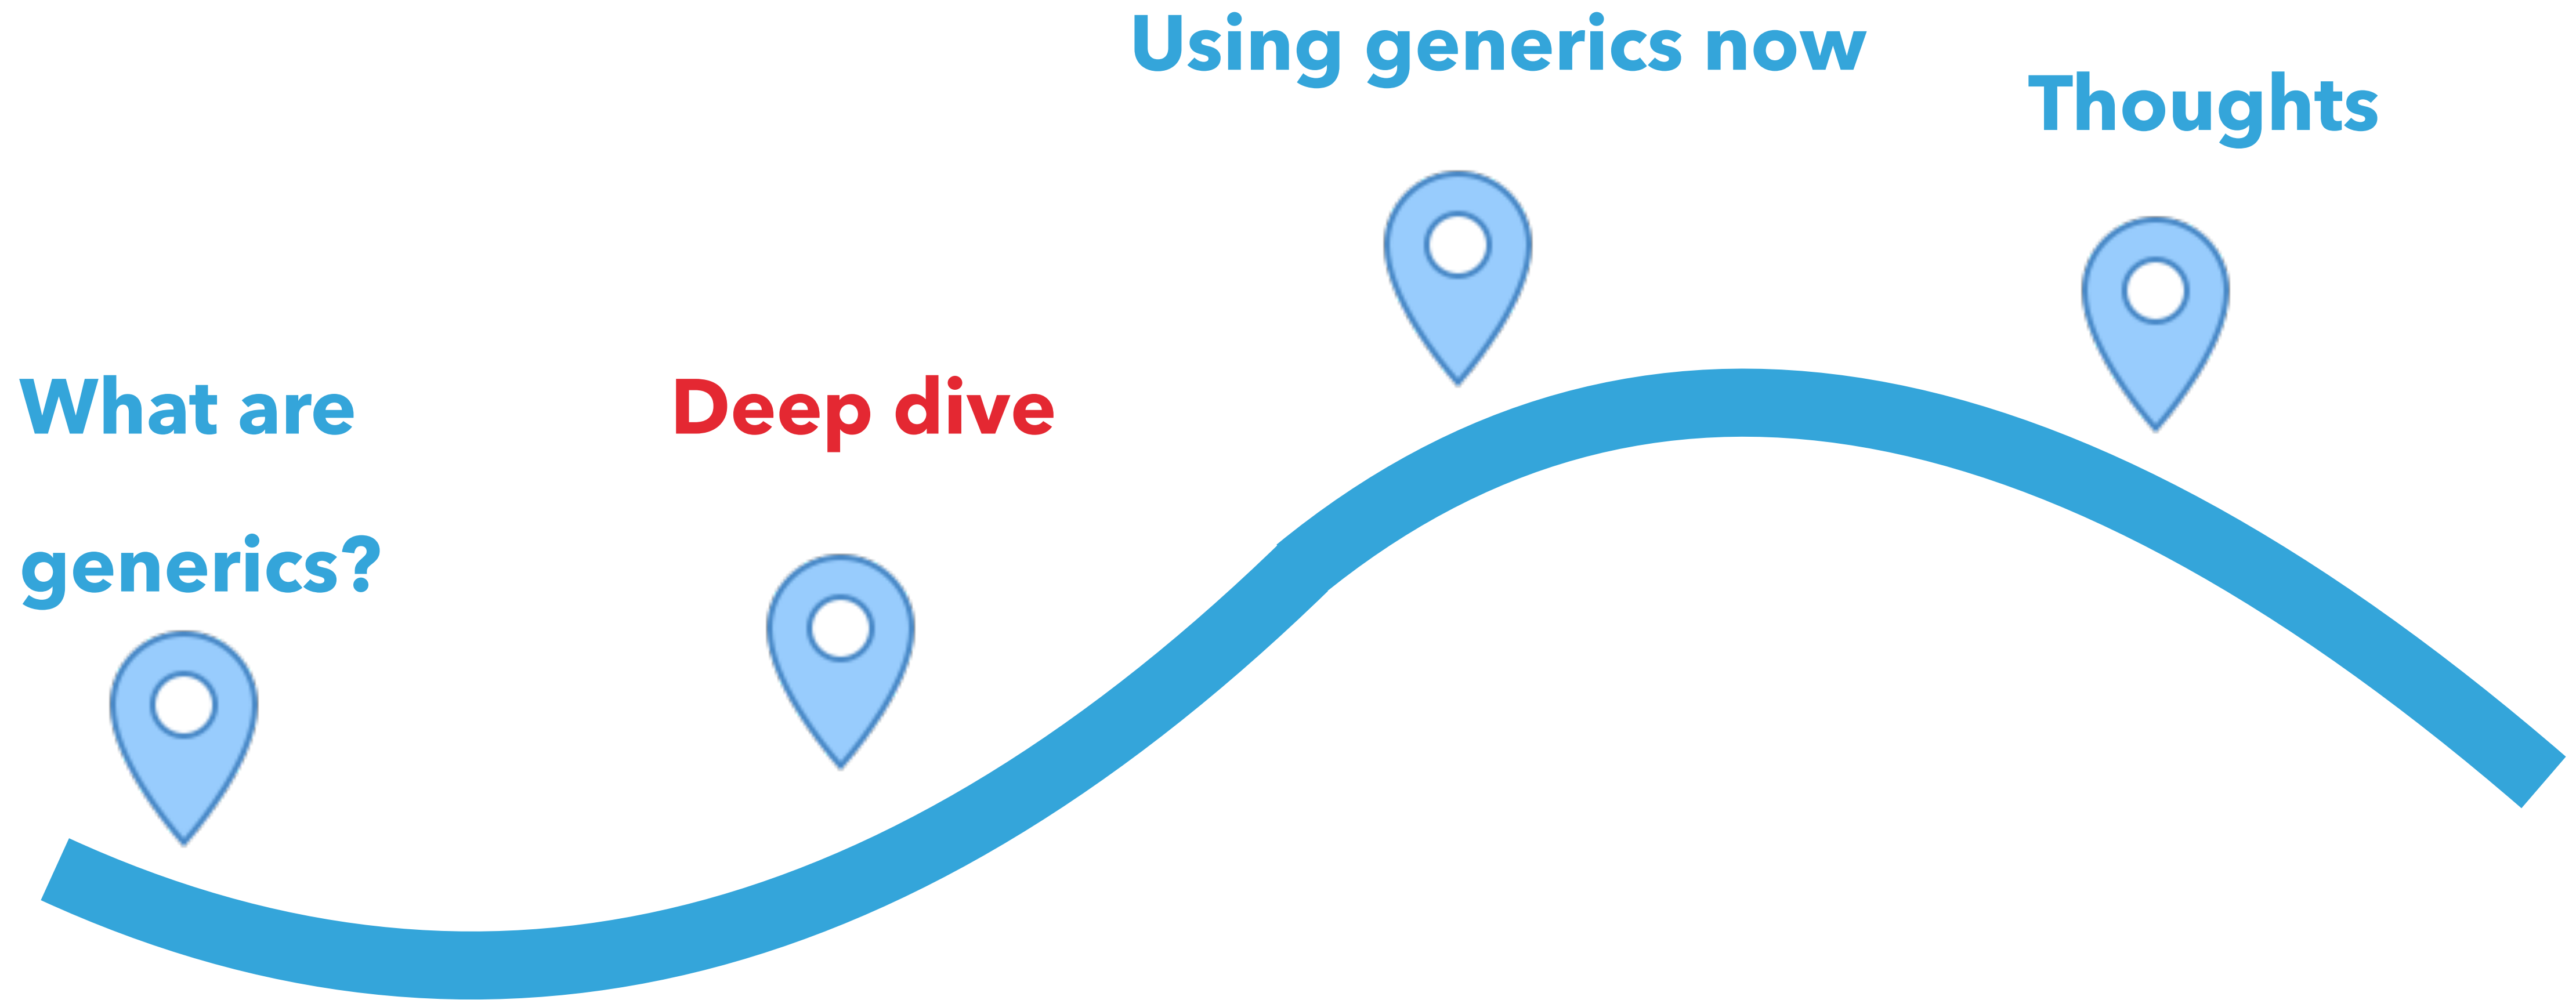 What are
generics?
Deep dive
Using generics now
Thoughts